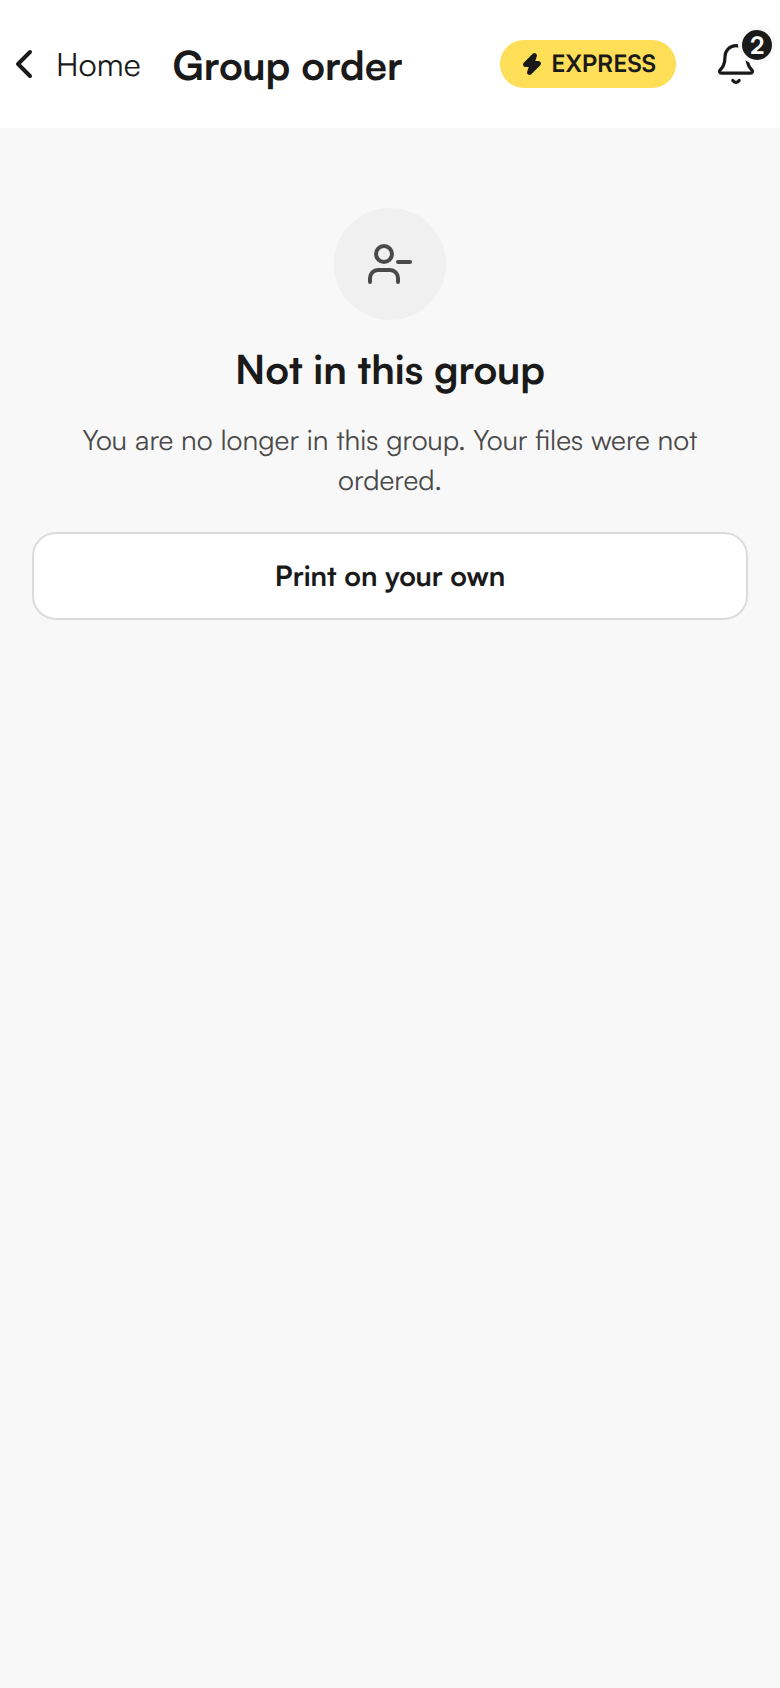 Home Group order EXPRESS 2
Not in this group
You are no longer in this group. Your files were not
ordered.
Print on your own